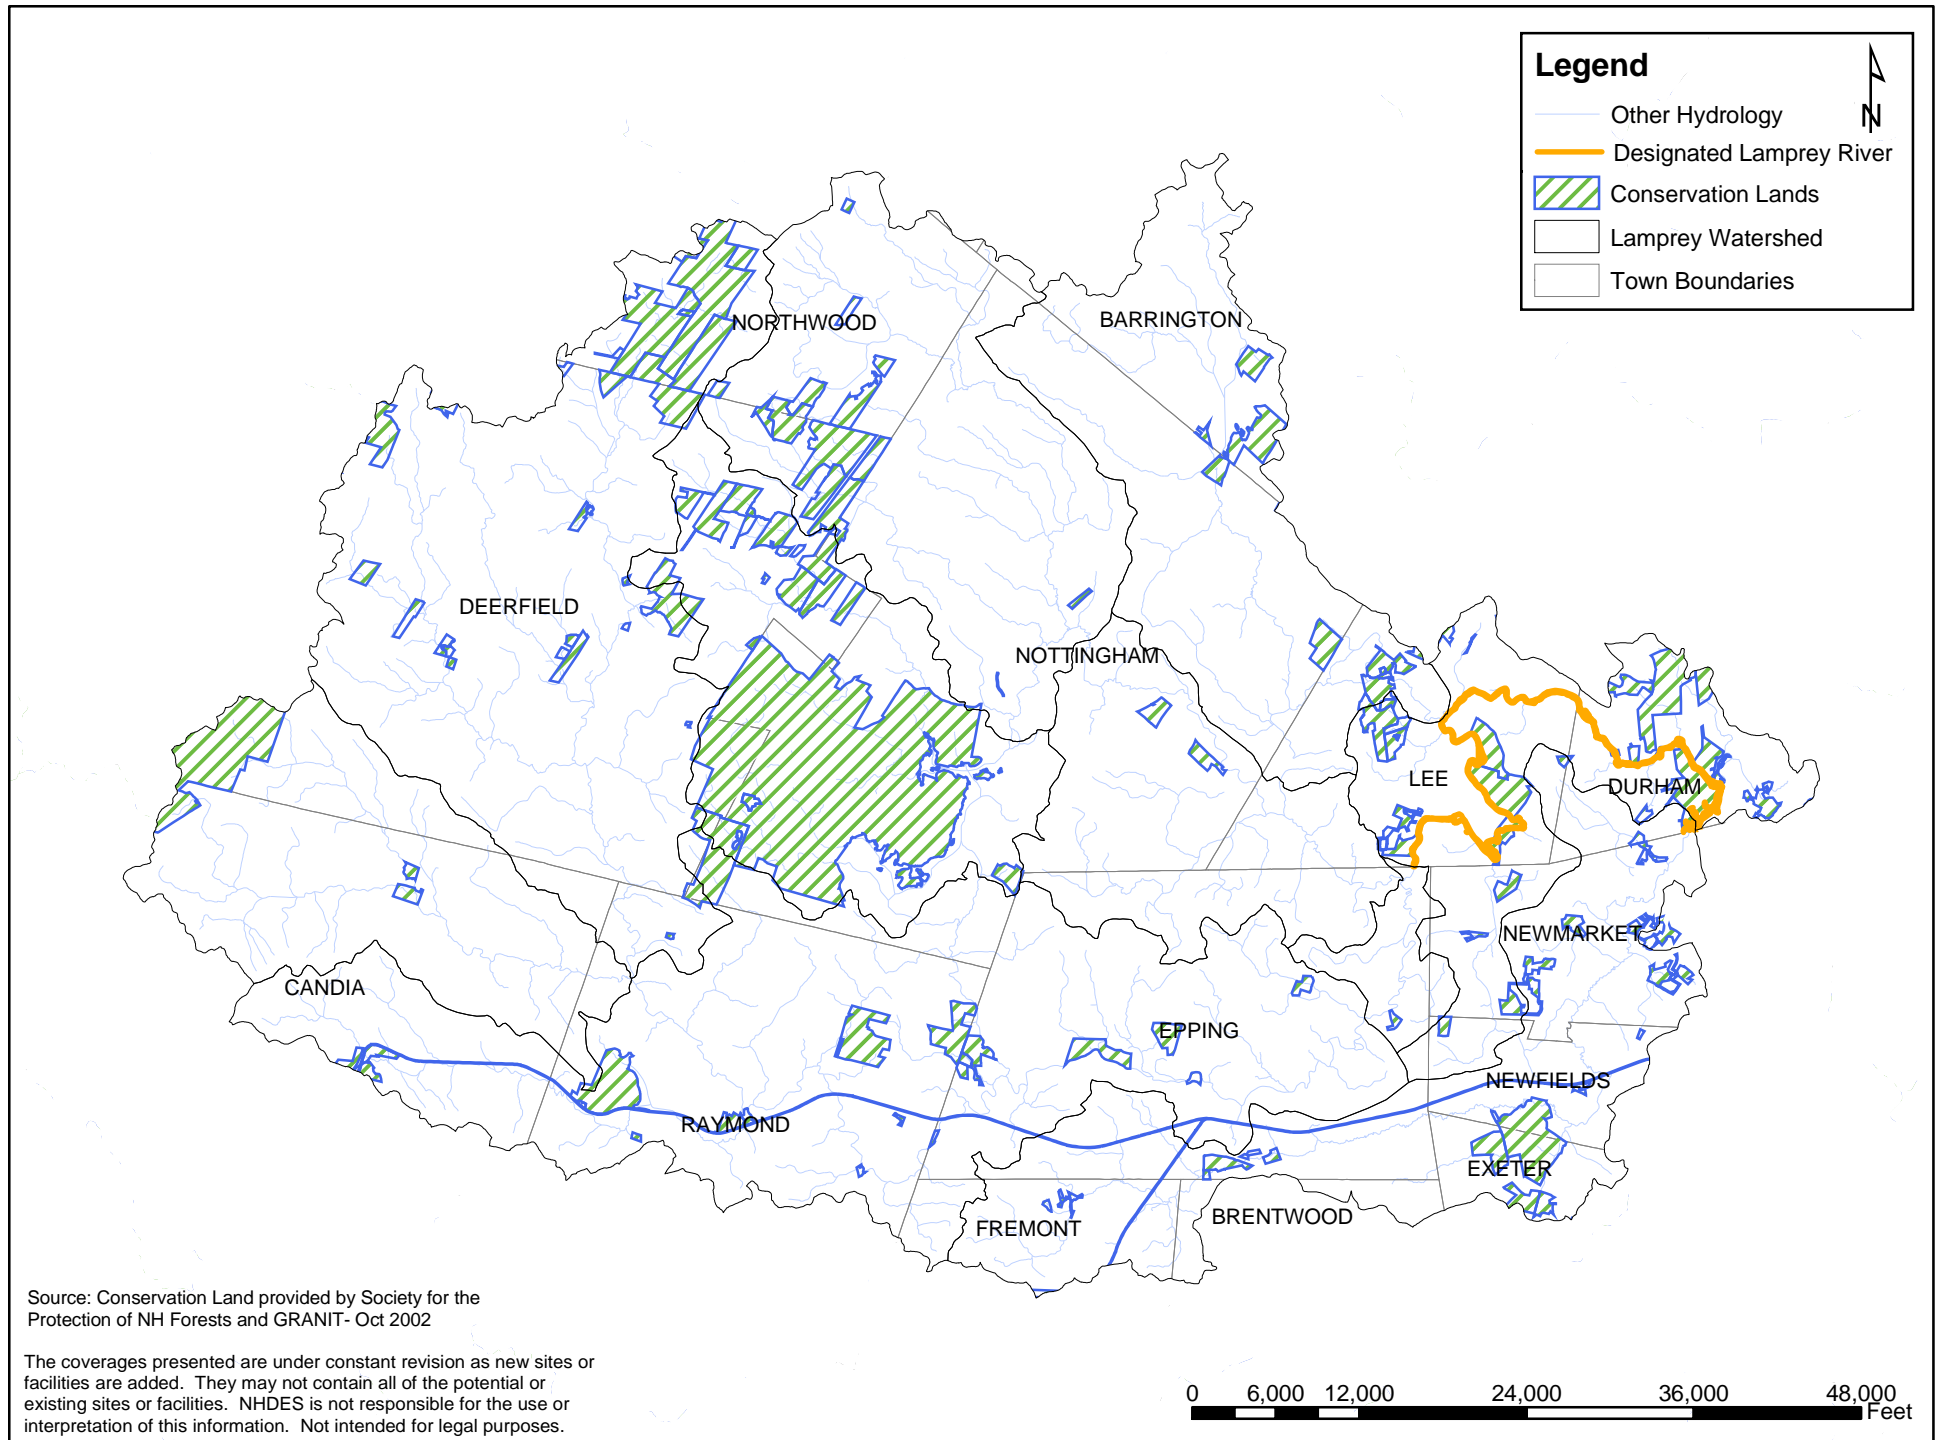 Legend
N
Other Hydrology
Designated Lamprey River
Conservation Lands
Lamprey Watershed
Town Boundaries
NORTHWOOD
BARRINGTON
DEERFIELD
NOTTINGHAM
LEE
DURHAM
NEWMARKET
CANDIA
EPPING
NEWFIELDS
RAYMOND
EXETER
FREMONT
BRENTWOOD
Source: Conservation Land provided by Society for the
Protection of NH Forests and GRANIT- Oct 2002
The coverages presented are under constant revision as new sites or
facilities are added. They may not contain all of the potential or
existing sites or facilities. NHDES is not responsible for the use or
interpretation of this information. Not intended for legal purposes.
0 6,000 12,000 24,000 36,000 48,000
Feet